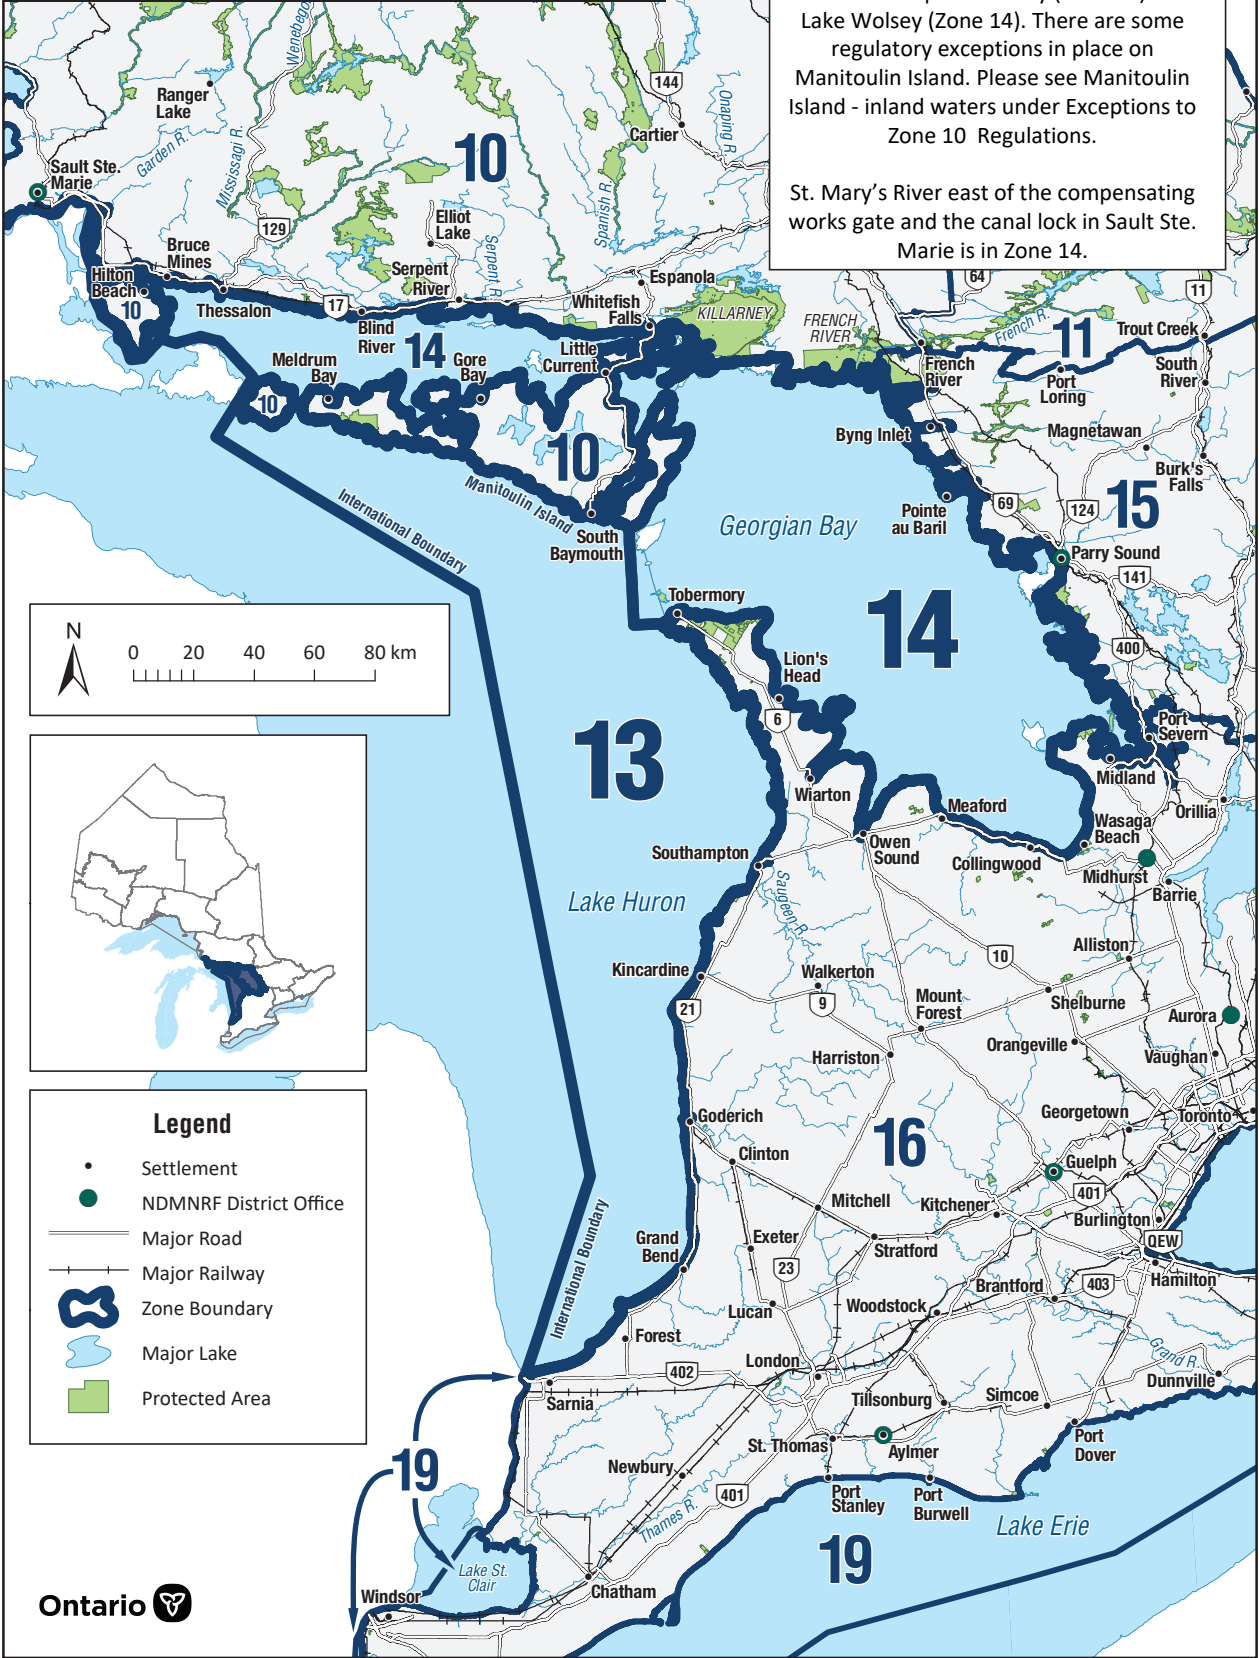 Lake Wolsey (Zone 14). There are some
regulatory exceptions in place on
Manitoulin Island. Please see Manitoulin
Island - inland waters under Exceptions to
Zone 10 Regulations.
St. Mary's River east of the compensating
works gate and the canal lock in Sault Ste.
Marie is in Zone 14.
Wenebego
144
Ranger
Lake
Cartier
Onaping R.
Garden R.
Mississagi R.
10
Sault Ste.
Marie
Spanish R.
Elliot
Lake
129
Serpent R.
Bruce
Mines
Hilton
Beach
10
Serpent
River
Espanola
64
11
Thessalon
17
Whitefish
Falls
KILLARNEY
FRENCH
RIVER
French R.
11
Trout Creek
Blind
River
14
Meldrum
Bay
Gore
Bay
Little
Current
French
River
Port
Loring
South
River
10
10
Byng Inlet
Magnetawan
Burk's
Falls
Manitoulin Island
International Boundary
South
Baymouth
Georgian Bay
Pointe
au Baril
69
124
15
Parry Sound
141
Tobermory
14
N
0 20 40 60 80 km
Lion's
Head
400
6
13
Port
Severn
Midland
Wiarton
Meaford
Orillia
Wasaga
Beach
Owen
Sound
Collingwood
Southampton
Midhurst
Barrie
Saugeen R.
Lake Huron
Alliston
10
Kincardine
Walkerton
9
21
Shelburne
Mount
Forest
Aurora
Orangeville
Vaughan
Harriston
Legend
Settlement
NDMNRF District Office
Major Road
Major Railway
Zone Boundary
Major Lake
Protected Area
Goderich
Georgetown
Toronto
16
Clinton
Guelph
401
Mitchell
Kitchener
Burlington
International Boundary
Grand
Bend
Exeter
Stratford
QEW
23
Hamilton
Brantford
403
Lucan
Woodstock
Forest
Grand R.
London
402
Dunnville
Sarnia
Tillsonburg
Simcoe
St. Thomas
Aylmer
Port
Dover
19
Newbury
401
Port
Stanley
Port
Burwell
Thames R.
Lake Erie
19
Lake St.
Clair
Chatham
Windsor
Ontario